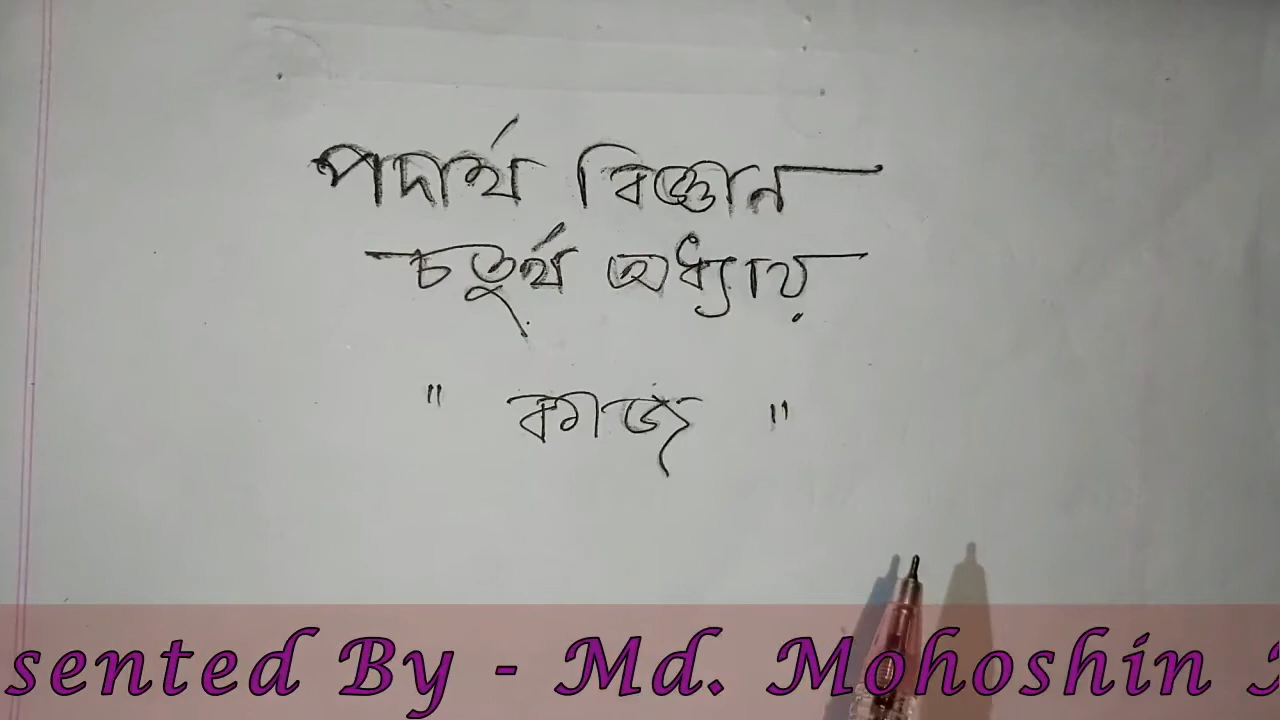 পদার্থ বিজ্ঞান
চতুর্থ অধ্যায়
" কাজ "
sented By - Md. Mohoshin